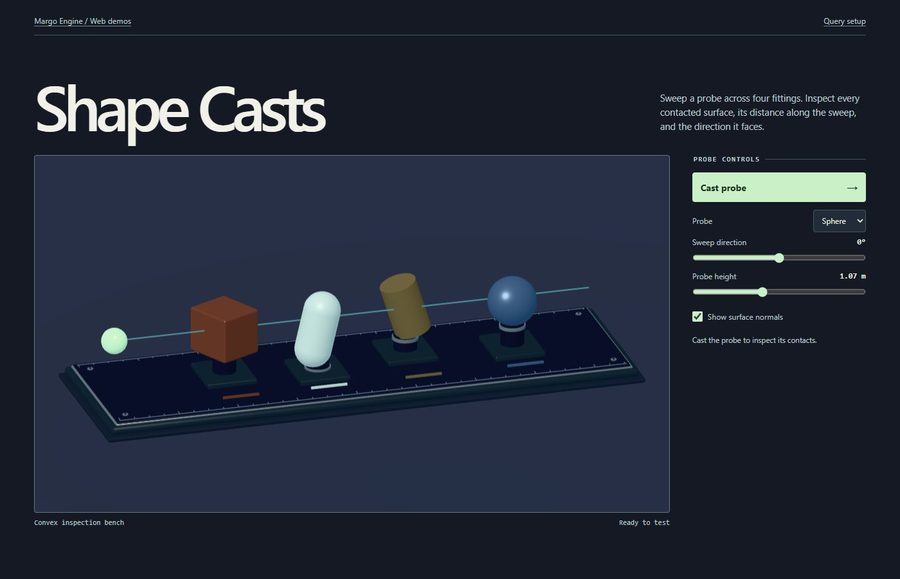 Margo Engine / Web demos
Query setup
Shape Casts
Sweep a probe across four fittings. Inspect every
contacted surface, its distance along the sweep,
and the direction it faces.
PROBE CONTROLS
Cast probe →
Probe
Sphere
Sweep direction
0°
Probe height
1.07 m
Show surface normals
Cast the probe to inspect its contacts.
Convex inspection bench
Ready to test